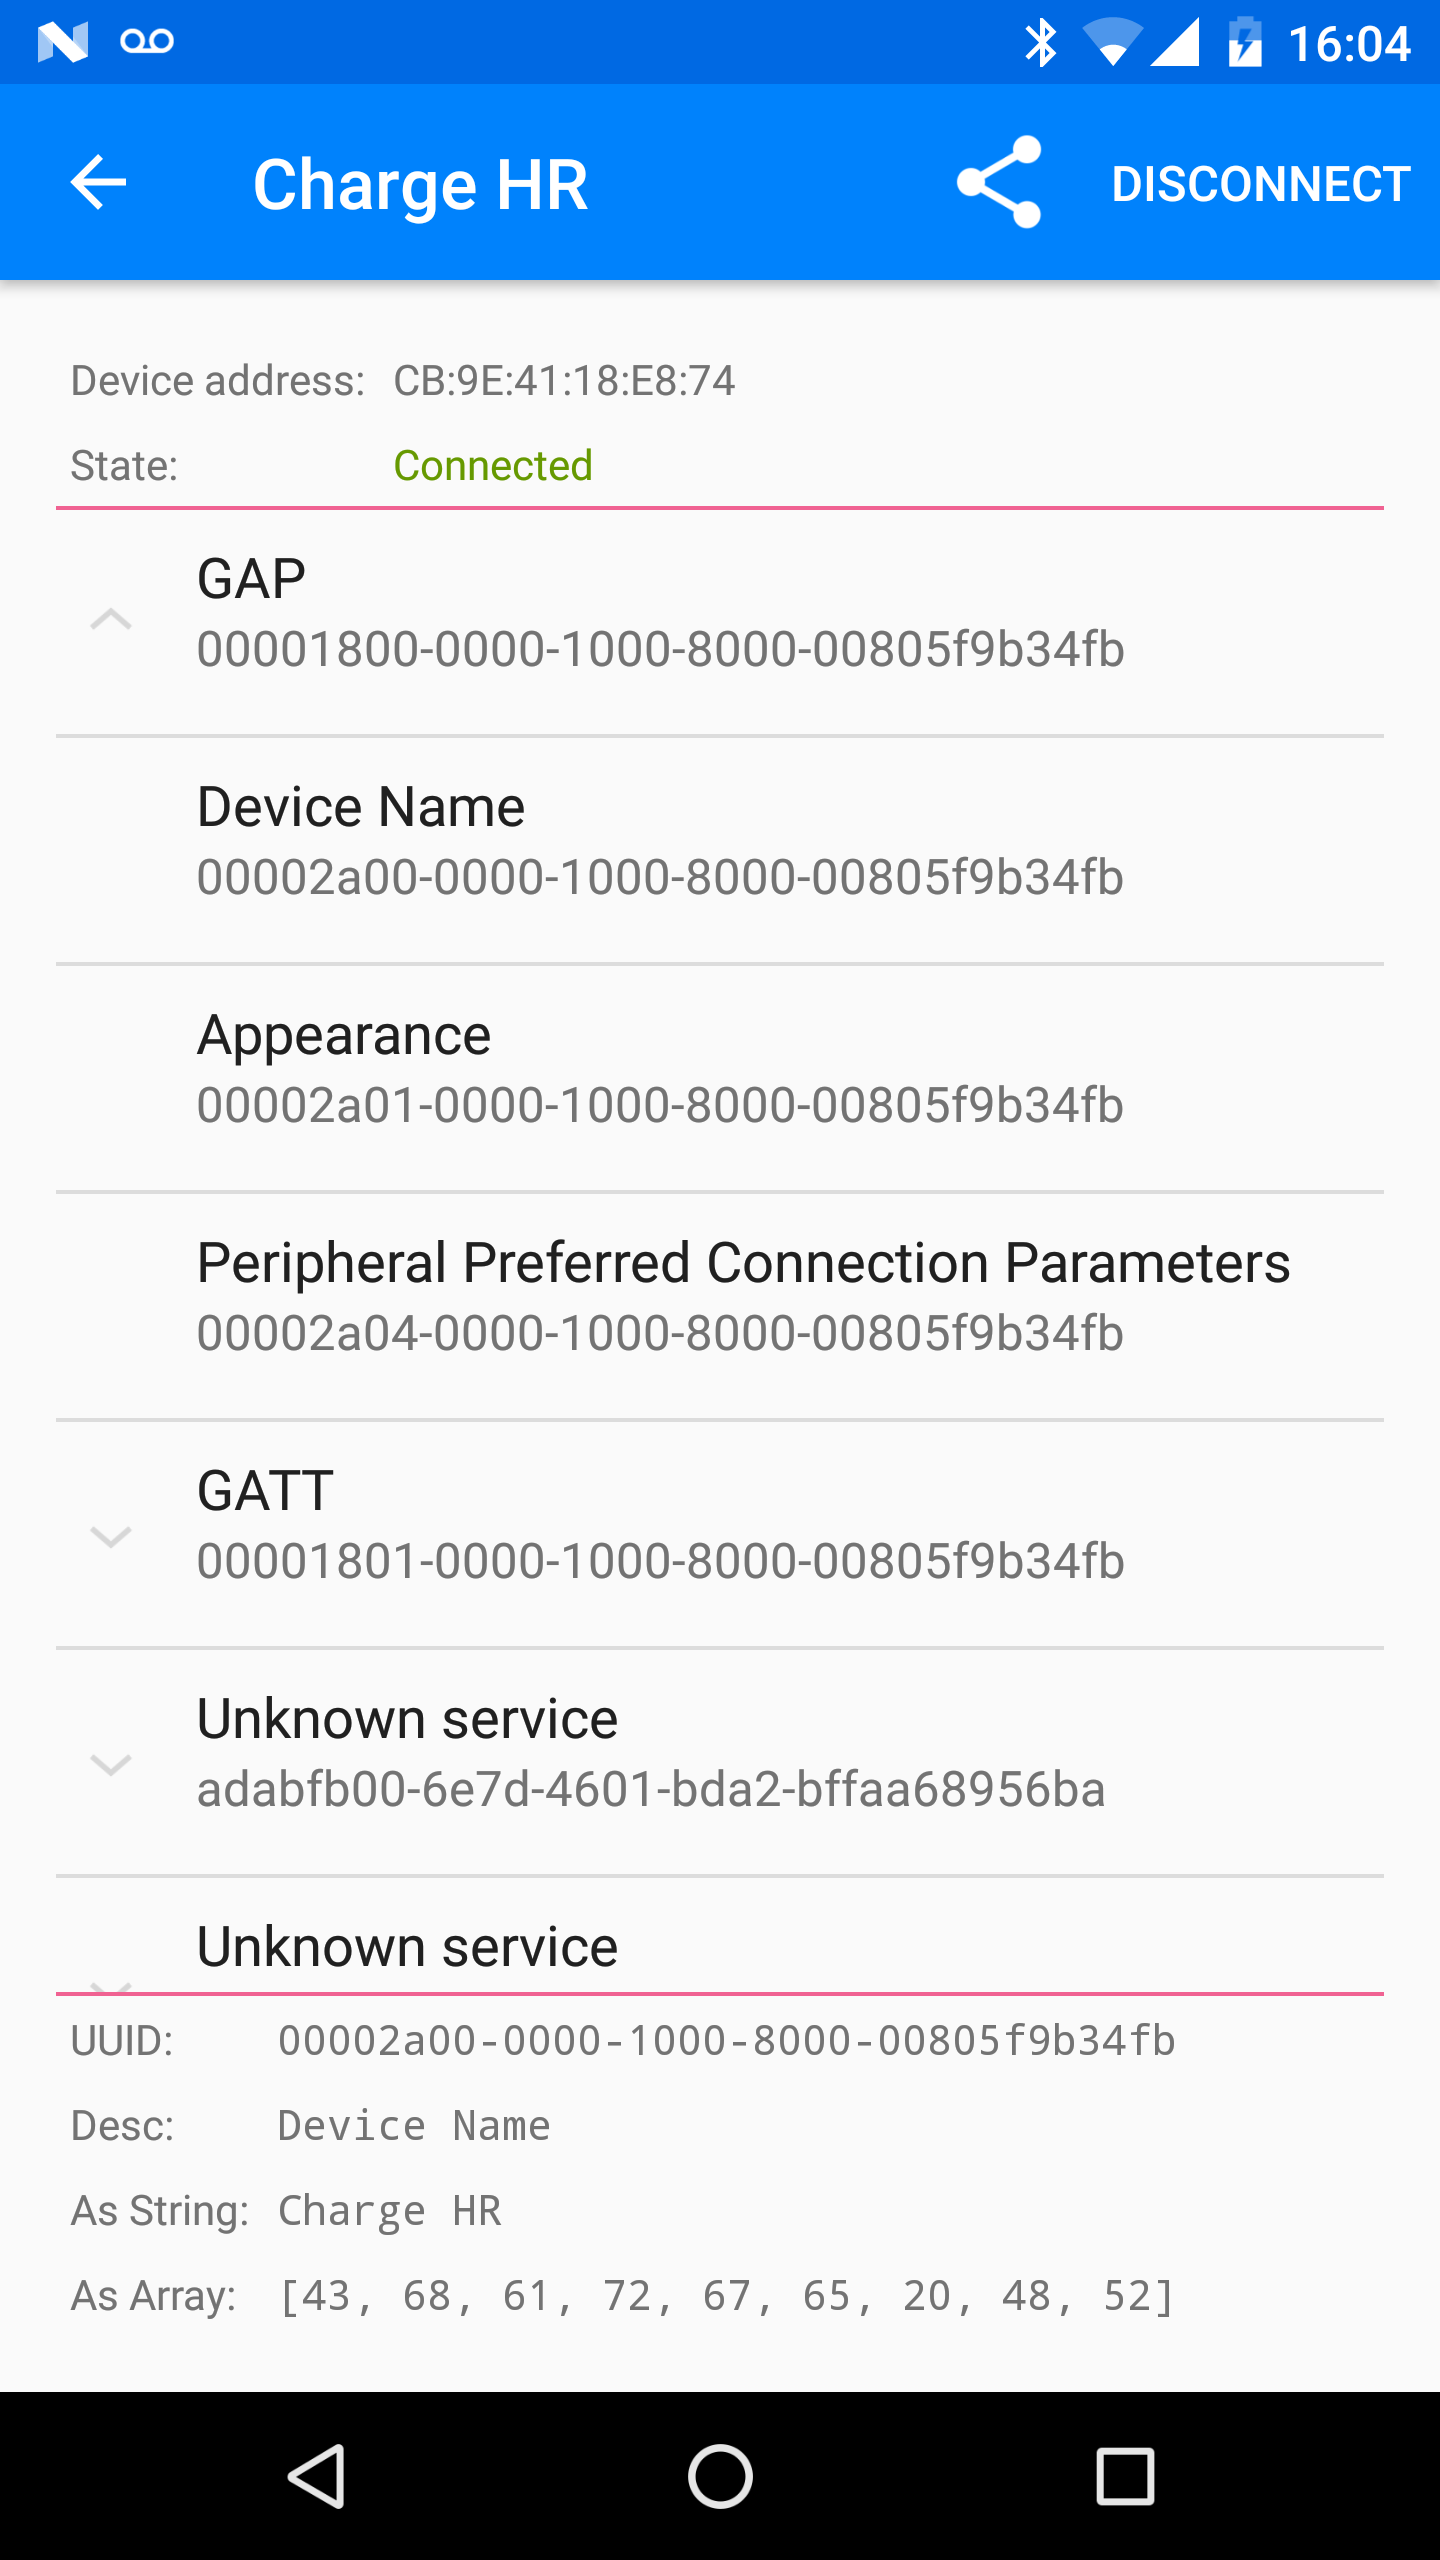 16:04
Charge HR DISCONNECT
Device address: CB:9E:41:18:E8:74
State: Connected
GAP
00001800-0000-1000-8000-00805f9b34fb
Device Name
00002a00-0000-1000-8000-00805f9b34fb
Appearance
00002a01-0000-1000-8000-00805f9b34fb
Peripheral Preferred Connection Parameters
00002a04-0000-1000-8000-00805f9b34fb
GATT
00001801-0000-1000-8000-00805f9b34fb
Unknown service
adabfb00-6e7d-4601-bda2-bffaa68956ba
Unknown service
UUID: 00002a00-0000-1000-8000-00805f9b34fb
Desc: Device Name
As String: Charge HR
As Array: [43, 68, 61, 72, 67, 65, 20, 48, 52]